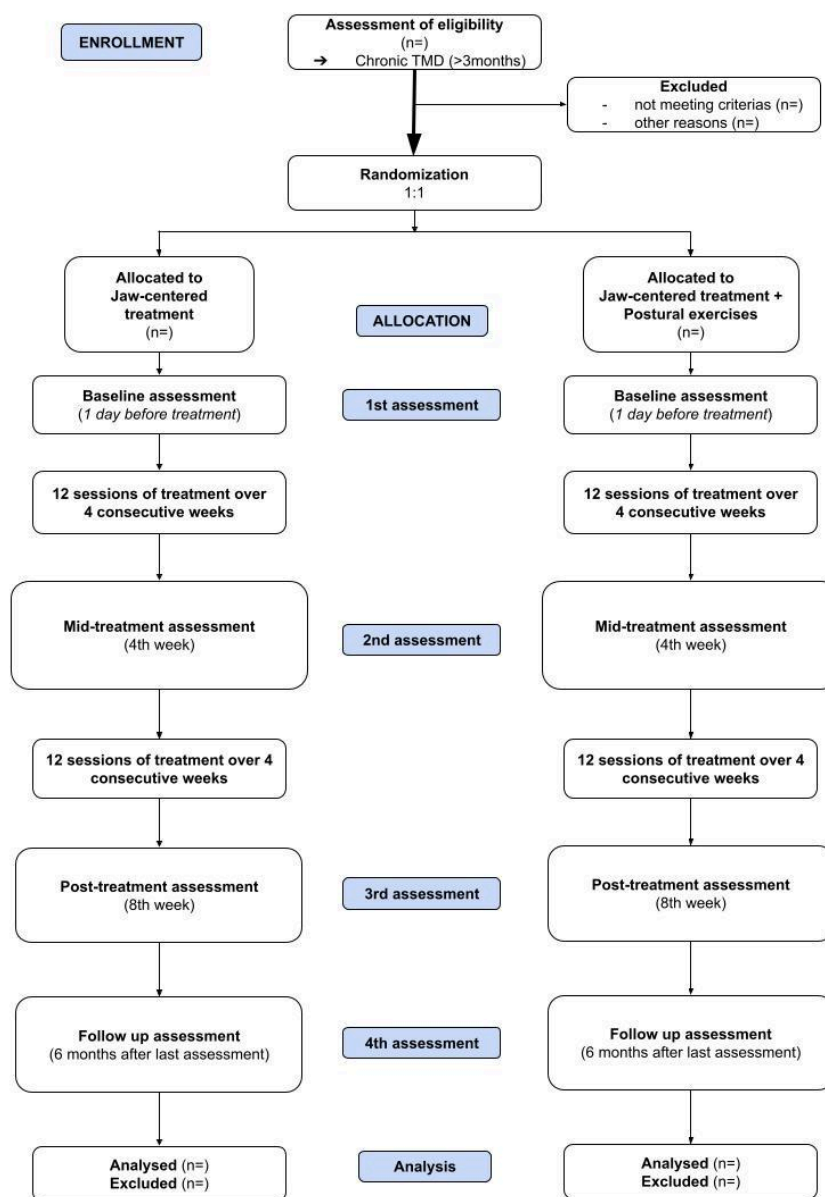 ENROLLMENT
Assessment of eligibility
(n=)
➔ Chronic TMD (>3months)
Excluded
- not meeting criterias (n=)
- other reasons (n=)
Randomization
1:1
Allocated to
Jaw-centered
treatment
(n=)
ALLOCATION
Allocated to
Jaw-centered treatment +
Postural exercises
(n=)
Baseline assessment
(1 day before treatment)
1st assessment
Baseline assessment
(1 day before treatment)
12 sessions of treatment over
4 consecutive weeks
12 sessions of treatment over
4 consecutive weeks
Mid-treatment assessment
(4th week)
2nd assessment
Mid-treatment assessment
(4th week)
12 sessions of treatment over 4
consecutive weeks
12 sessions of treatment over 4
consecutive weeks
Post-treatment assessment
(8th week)
3rd assessment
Post-treatment assessment
(8th week)
Follow up assessment
(6 months after last assessment)
4th assessment
Follow up assessment
(6 months after last assessment)
Analysed (n=)
Excluded (n=)
Analysis
Analysed (n=)
Excluded (n=)